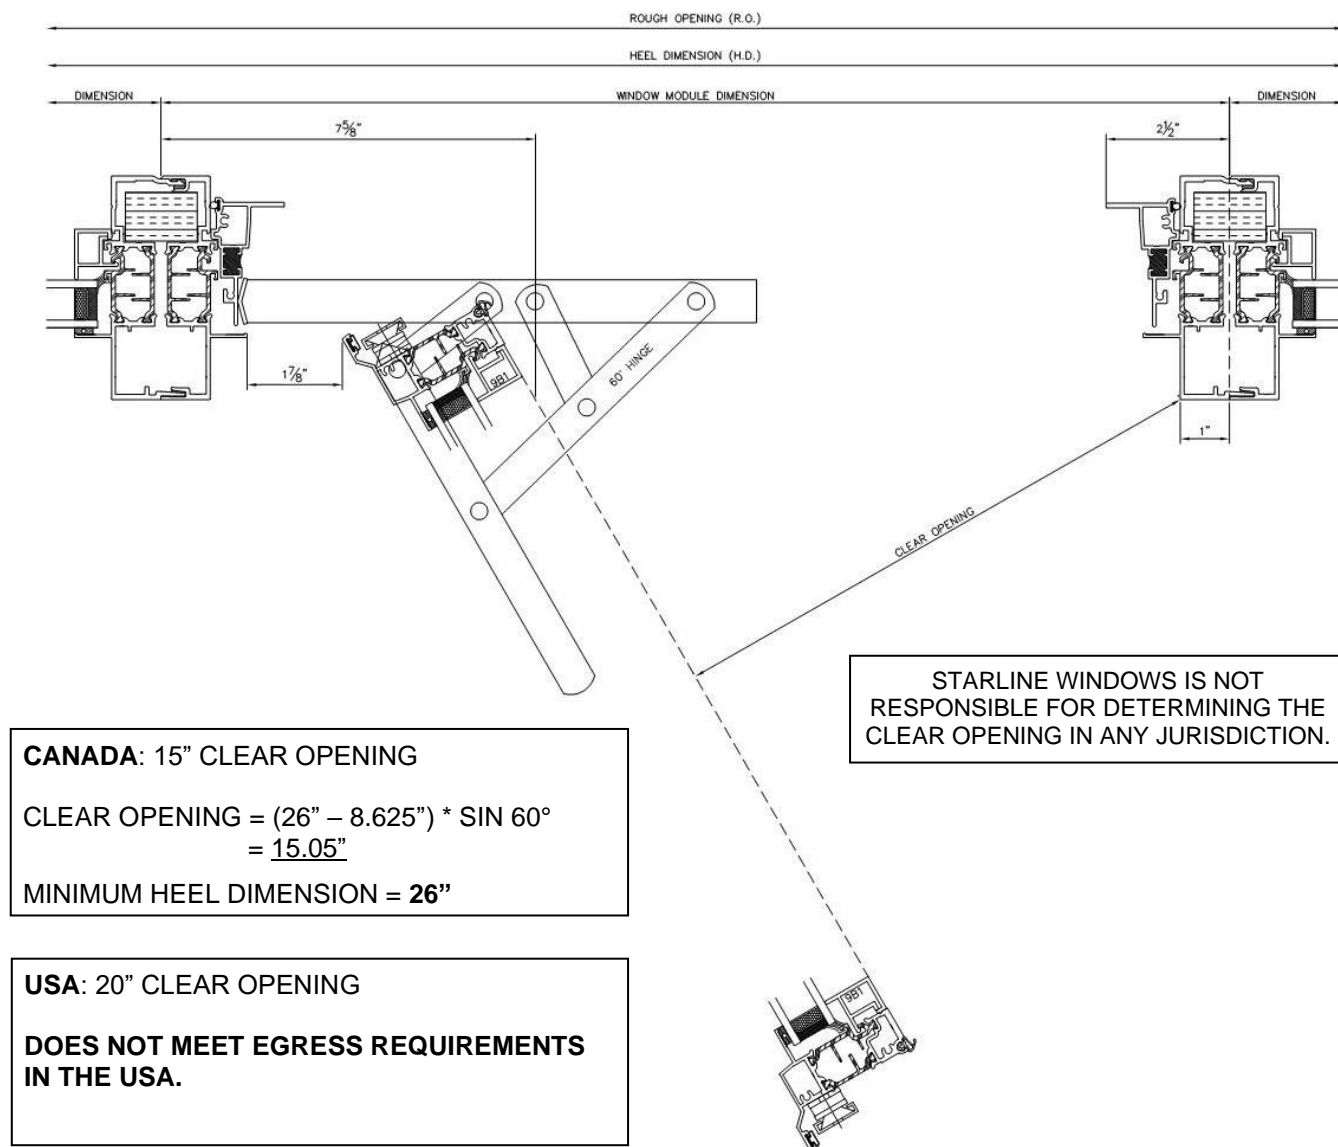 ROUGH OPENING (R.O.)
HEEL DIMENSION (H.D.)
DIMENSION
WINDOW MODULE DIMENSION
DIMENSION
7⅝"
2½"
1⅞"
9B1
60° HINGE
1"
CLEAR OPENING
STARLINE WINDOWS IS NOT
RESPONSIBLE FOR DETERMINING THE
CLEAR OPENING IN ANY JURISDICTION.
CANADA: 15” CLEAR OPENING
CLEAR OPENING = (26” – 8.625”) * SIN 60°
= 15.05”
MINIMUM HEEL DIMENSION = 26”
USA: 20” CLEAR OPENING
DOES NOT MEET EGRESS REQUIREMENTS
IN THE USA.
9B1